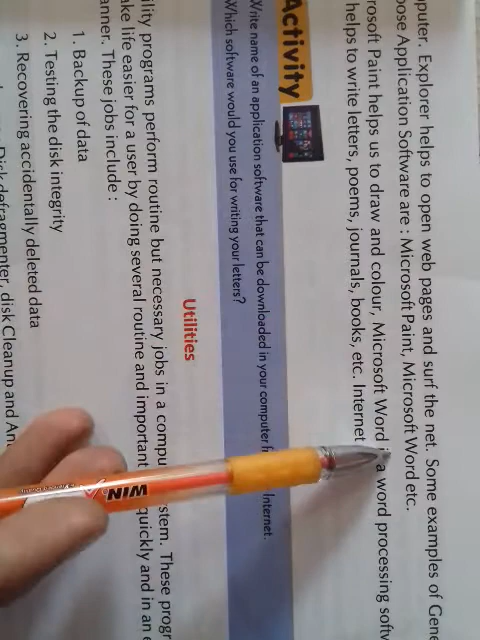 puter. Explorer helps to open web pages and surf the net. Some examples of Gene
pose Application Software are : Microsoft Paint, Microsoft Word etc.
rosoft Paint helps us to draw and colour, Microsoft Word i a word processing softw
helps to write letters, poems, journals, books, etc. Internet
Activity
Write name of an application software that can be downloaded in your computer fr Internet.
Which software would you use for writing your letters?
Utilities
ility programs perform routine but necessary jobs in a compu stem. These progr
ake life easier for a user by doing several routine and important quickly and in an e
anner. These jobs include :
1. Backup of data
2. Testing the disk integrity
3. Recovering accidentally deleted data
Disk defragmenter, disk Cleanup and An
WIN